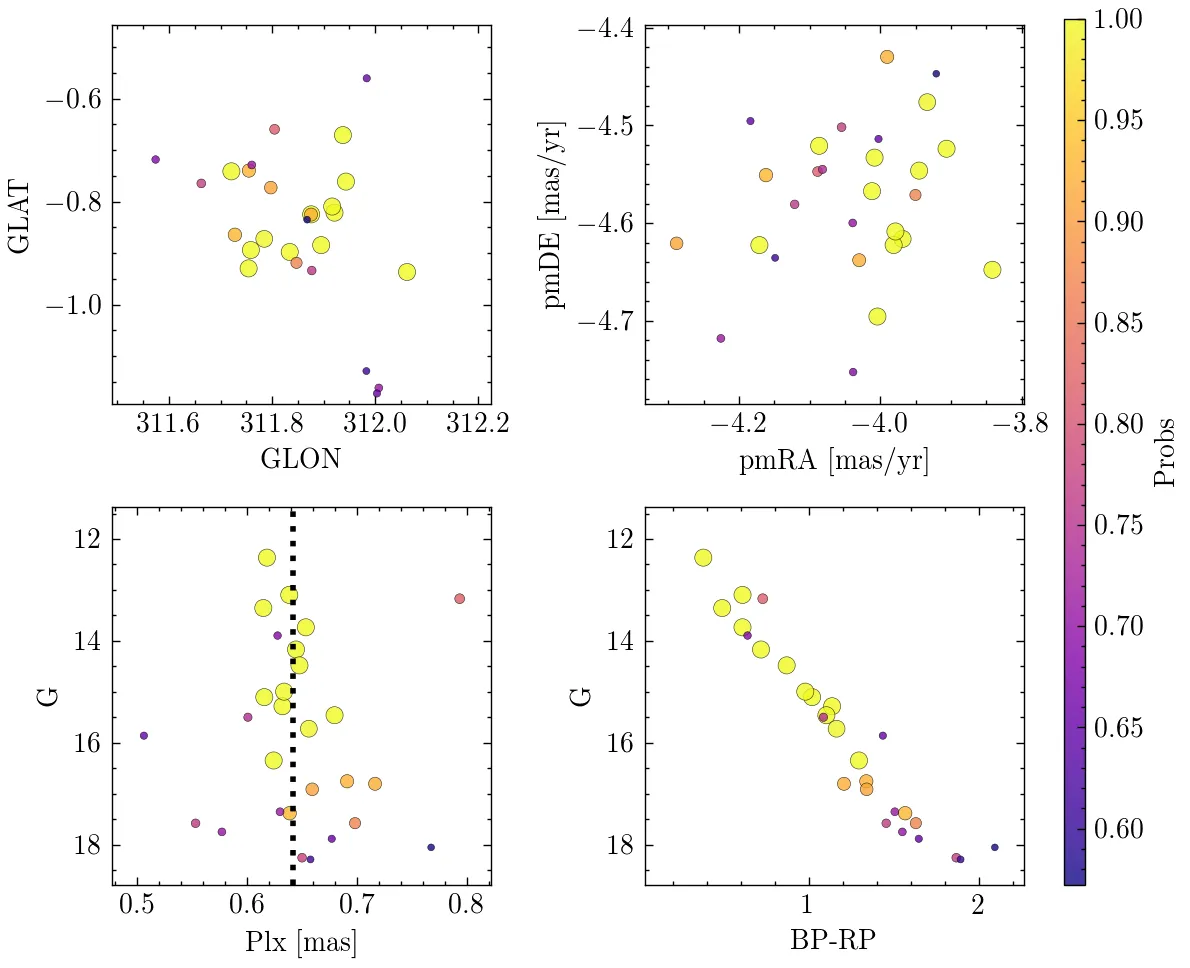 −0.6
−0.8
−1.0
GLAT
311.6 311.8 312.0 312.2
GLON
−4.4
−4.5
−4.6
−4.7
pmDE [mas/yr]
−4.2 −4.0 −3.8
pmRA [mas/yr]
12
14
16
18
G
0.5 0.6 0.7 0.8
Plx [mas]
12
14
16
18
G
1 2
BP-RP
1.00
0.95
0.90
0.85
0.80
0.75
0.70
0.65
0.60
Probs